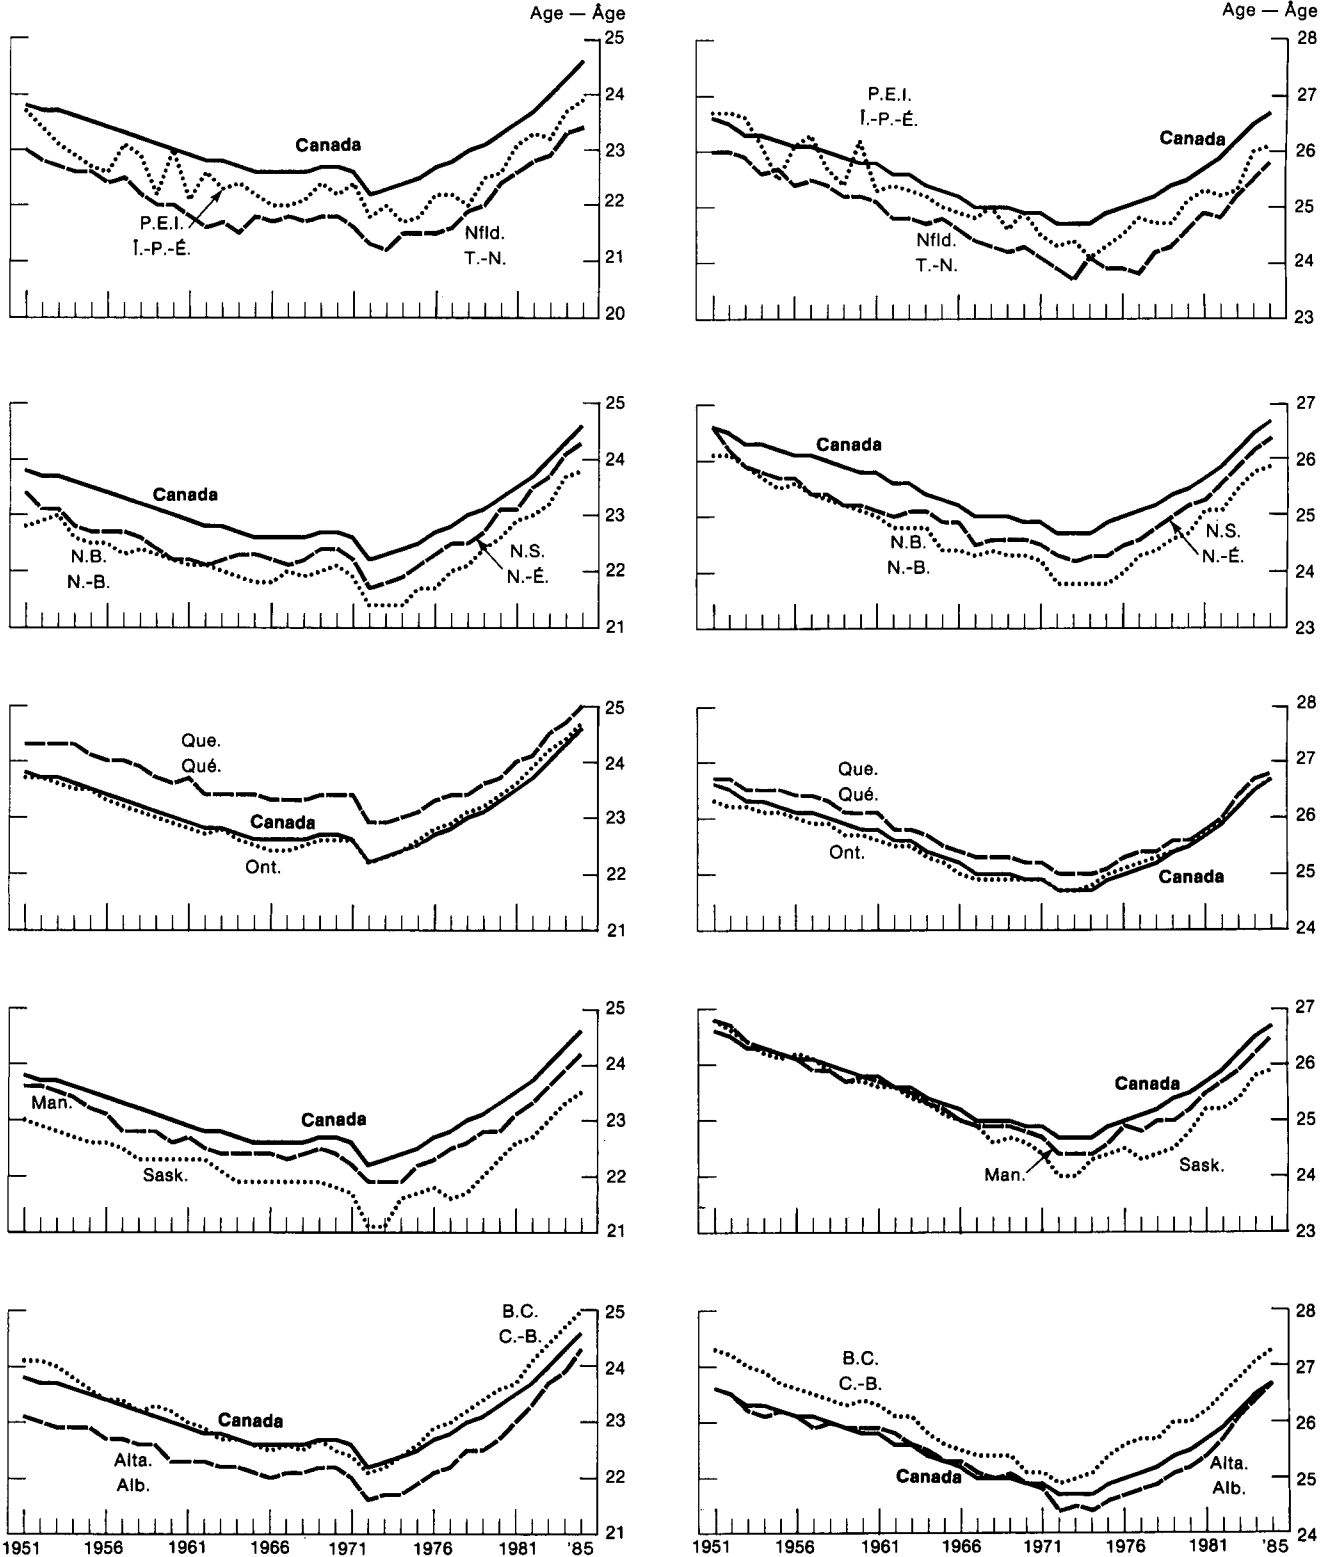 Age — Âge
25
24
23
22
21
20
Canada
P.E.I.
Î.-P.-É.
Nfld.
T.-N.
Age — Âge
28
27
26
25
24
23
P.E.I.
Î.-P.-É.
Canada
Nfld.
T.-N.
25
24
23
22
21
Canada
N.B.
N.-B.
N.S.
N.-É.
27
26
25
24
23
Canada
N.B.
N.-B.
N.S.
N.-É.
25
24
23
22
21
Que.
Qué.
Canada
Ont.
28
27
26
25
24
Que.
Qué.
Ont.
Canada
25
24
23
22
21
Man.
Canada
Sask.
27
26
25
24
23
Canada
Man.
Sask.
25
24
23
22
21
B.C.
C.-B.
Canada
Alta.
Alb.
1951 1956 1961 1966 1971 1976 1981 '85
28
27
26
25
24
B.C.
C.-B.
Canada
Alta.
Alb.
1951 1956 1961 1966 1971 1976 1981 '85